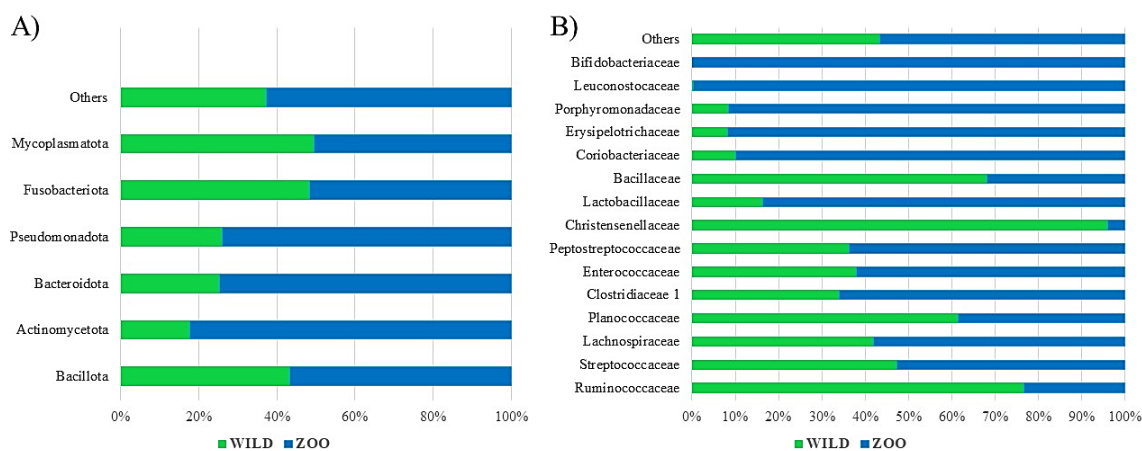 A)
Others
Mycoplasmatota
Fusobacteriota
Pseudomonadota
Bacteroidota
Actinomycetota
Bacillota
0% 20% 40% 60% 80% 100%
WILD ZOO
B)
Others
Bifidobacteriaceae
Leuconostocaceae
Porphyromonadaceae
Erysipelotrichaceae
Coriobacteriaceae
Bacillaceae
Lactobacillaceae
Christensenellaceae
Peptostreptococcaceae
Enterococcaceae
Clostridiaceae 1
Planococcaceae
Lachnospiraceae
Streptococcaceae
Ruminococcaceae
0% 10% 20% 30% 40% 50% 60% 70% 80% 90% 100%
WILD ZOO